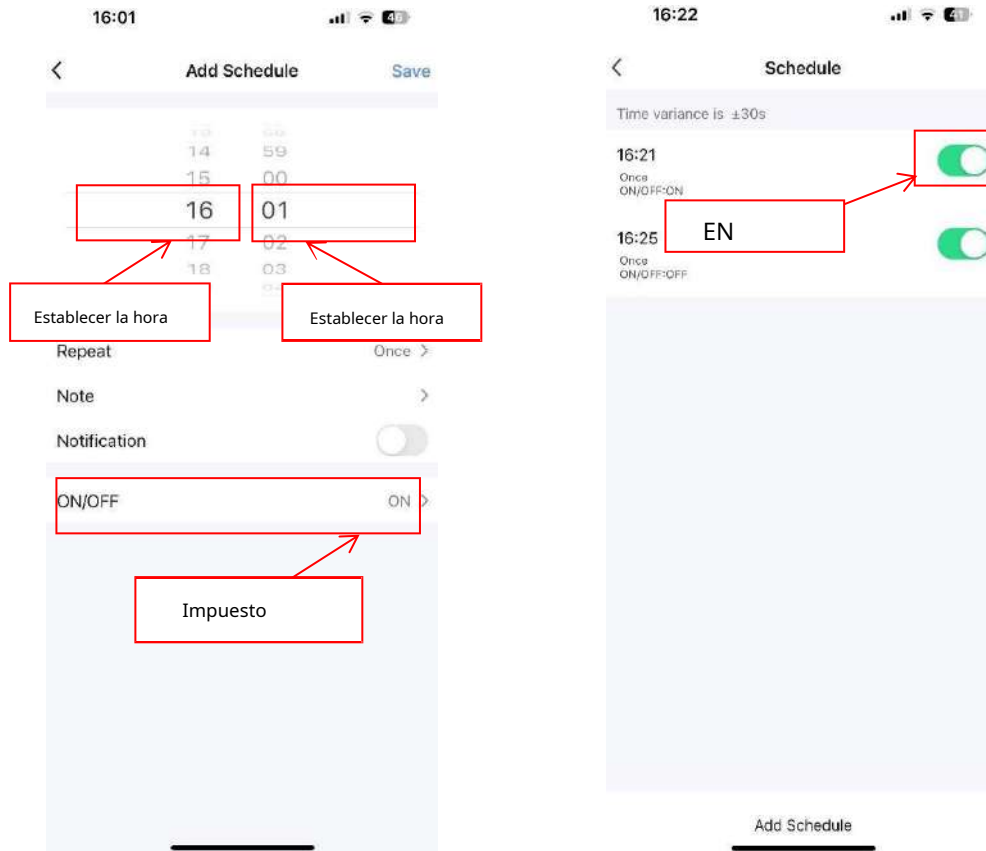 16:01
46
Add Schedule
Save
14 59
15 00
16 01
17 02
18 03
Establecer la hora
Establecer la hora
Repeat
Once
Note
Notification
ON/OFF
ON
Impuesto
16:22
41
Schedule
Time variance is ±30s
16:21
Once
ON/OFF:ON
EN
16:25
Once
ON/OFF:OFF
Add Schedule